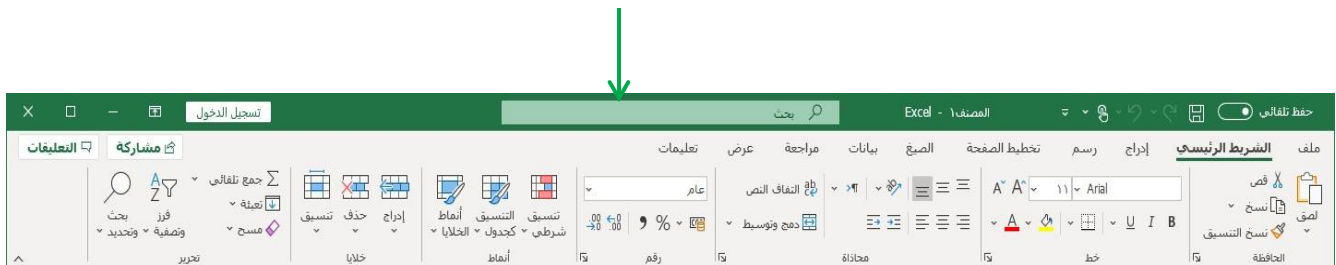 حفظ تلقائي المصنف١ - Excel بحث تسجيل الدخول
ملف الشريط الرئيسي إدراج رسم تخطيط الصفحة الصيغ بيانات مراجعة عرض تعليمات مشاركة التعليقات
لصق
قص
نسخ
نسخ التنسيق
Arial ١١
B I U
التفاف النص
دمج وتوسيط
عام
تنسيق شرطي
التنسيق كجدول
أنماط الخلايا
إدراج
حذف
تنسيق
جمع تلقائي
تعبئة
مسح
فرز وتصفية
بحث وتحديد
الحافظة خط محاذاة رقم أنماط خلايا تحرير